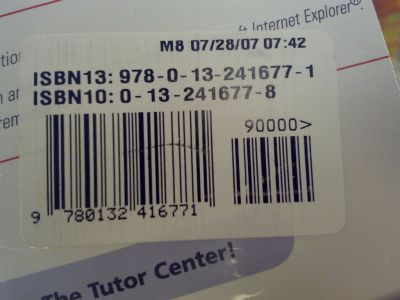 ft Internet Explorer®
M8 07/28/07 07:42
ISBN13: 978-0-13-241677-1
ISBN10: 0-13-241677-8
90000>
9 780132 416771
The Tutor Center!